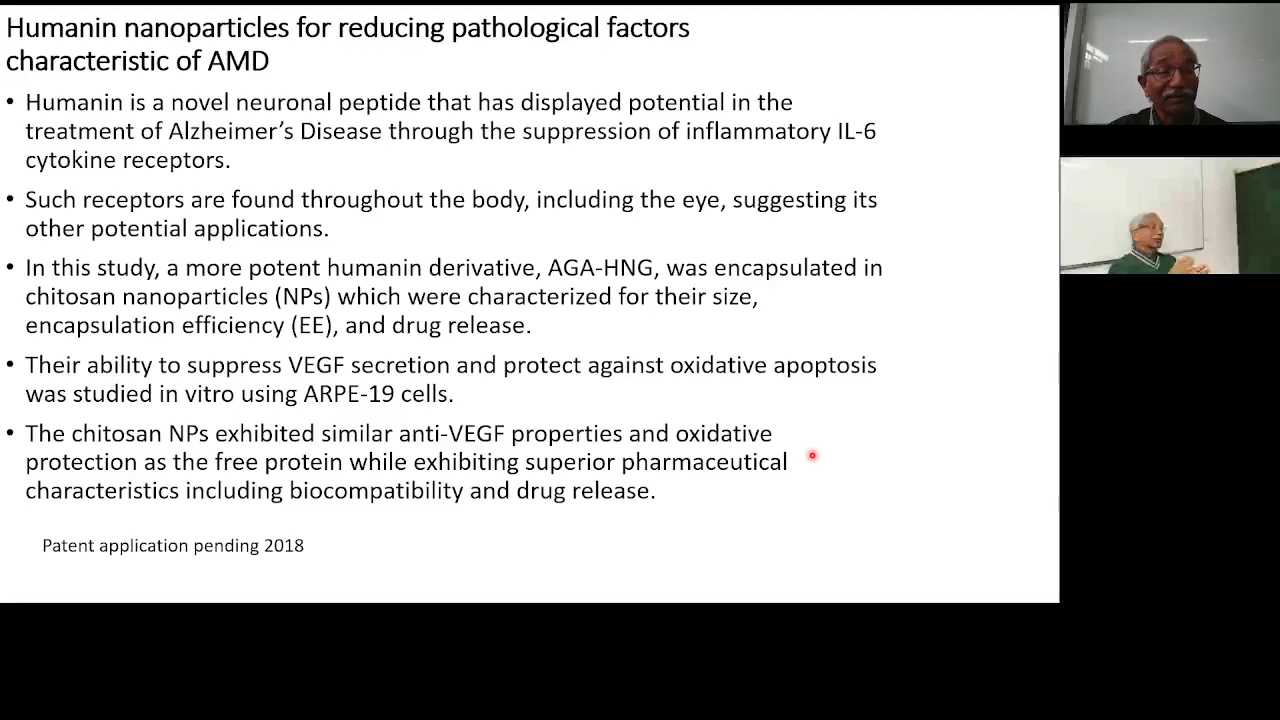 Humanin nanoparticles for reducing pathological factors
characteristic of AMD
• Humanin is a novel neuronal peptide that has displayed potential in the
treatment of Alzheimer's Disease through the suppression of inflammatory IL-6
cytokine receptors.
• Such receptors are found throughout the body, including the eye, suggesting its
other potential applications.
• In this study, a more potent humanin derivative, AGA-HNG, was encapsulated in
chitosan nanoparticles (NPs) which were characterized for their size,
encapsulation efficiency (EE), and drug release.
• Their ability to suppress VEGF secretion and protect against oxidative apoptosis
was studied in vitro using ARPE-19 cells.
• The chitosan NPs exhibited similar anti-VEGF properties and oxidative
protection as the free protein while exhibiting superior pharmaceutical
characteristics including biocompatibility and drug release.
Patent application pending 2018